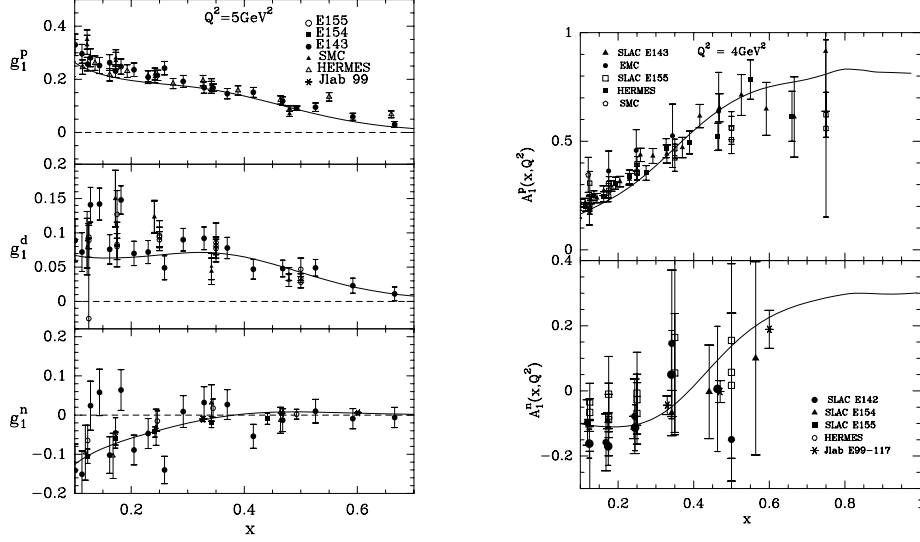 Q²=5GeV²
E155
E154
E143
SMC
HERMES
Jlab 99
g₁ᵖ
0.4
0.2
0
0.2
0.15
g₁ᵈ
0.1
0.05
0
0.2
0.1
g₁ⁿ
0
-0.1
-0.2
0.2
0.4
0.6
x
Q² = 4GeV²
SLAC E143
EMC
SLAC E155
HERMES
SMC
1
A₁ᵖ(x,Q²)
0.5
0
0.4
0.2
A₁ⁿ(x,Q²)
0
-0.2
SLAC E142
SLAC E154
SLAC E155
HERMES
Jlab E99-117
0.2
0.4
0.6
0.8
1
x